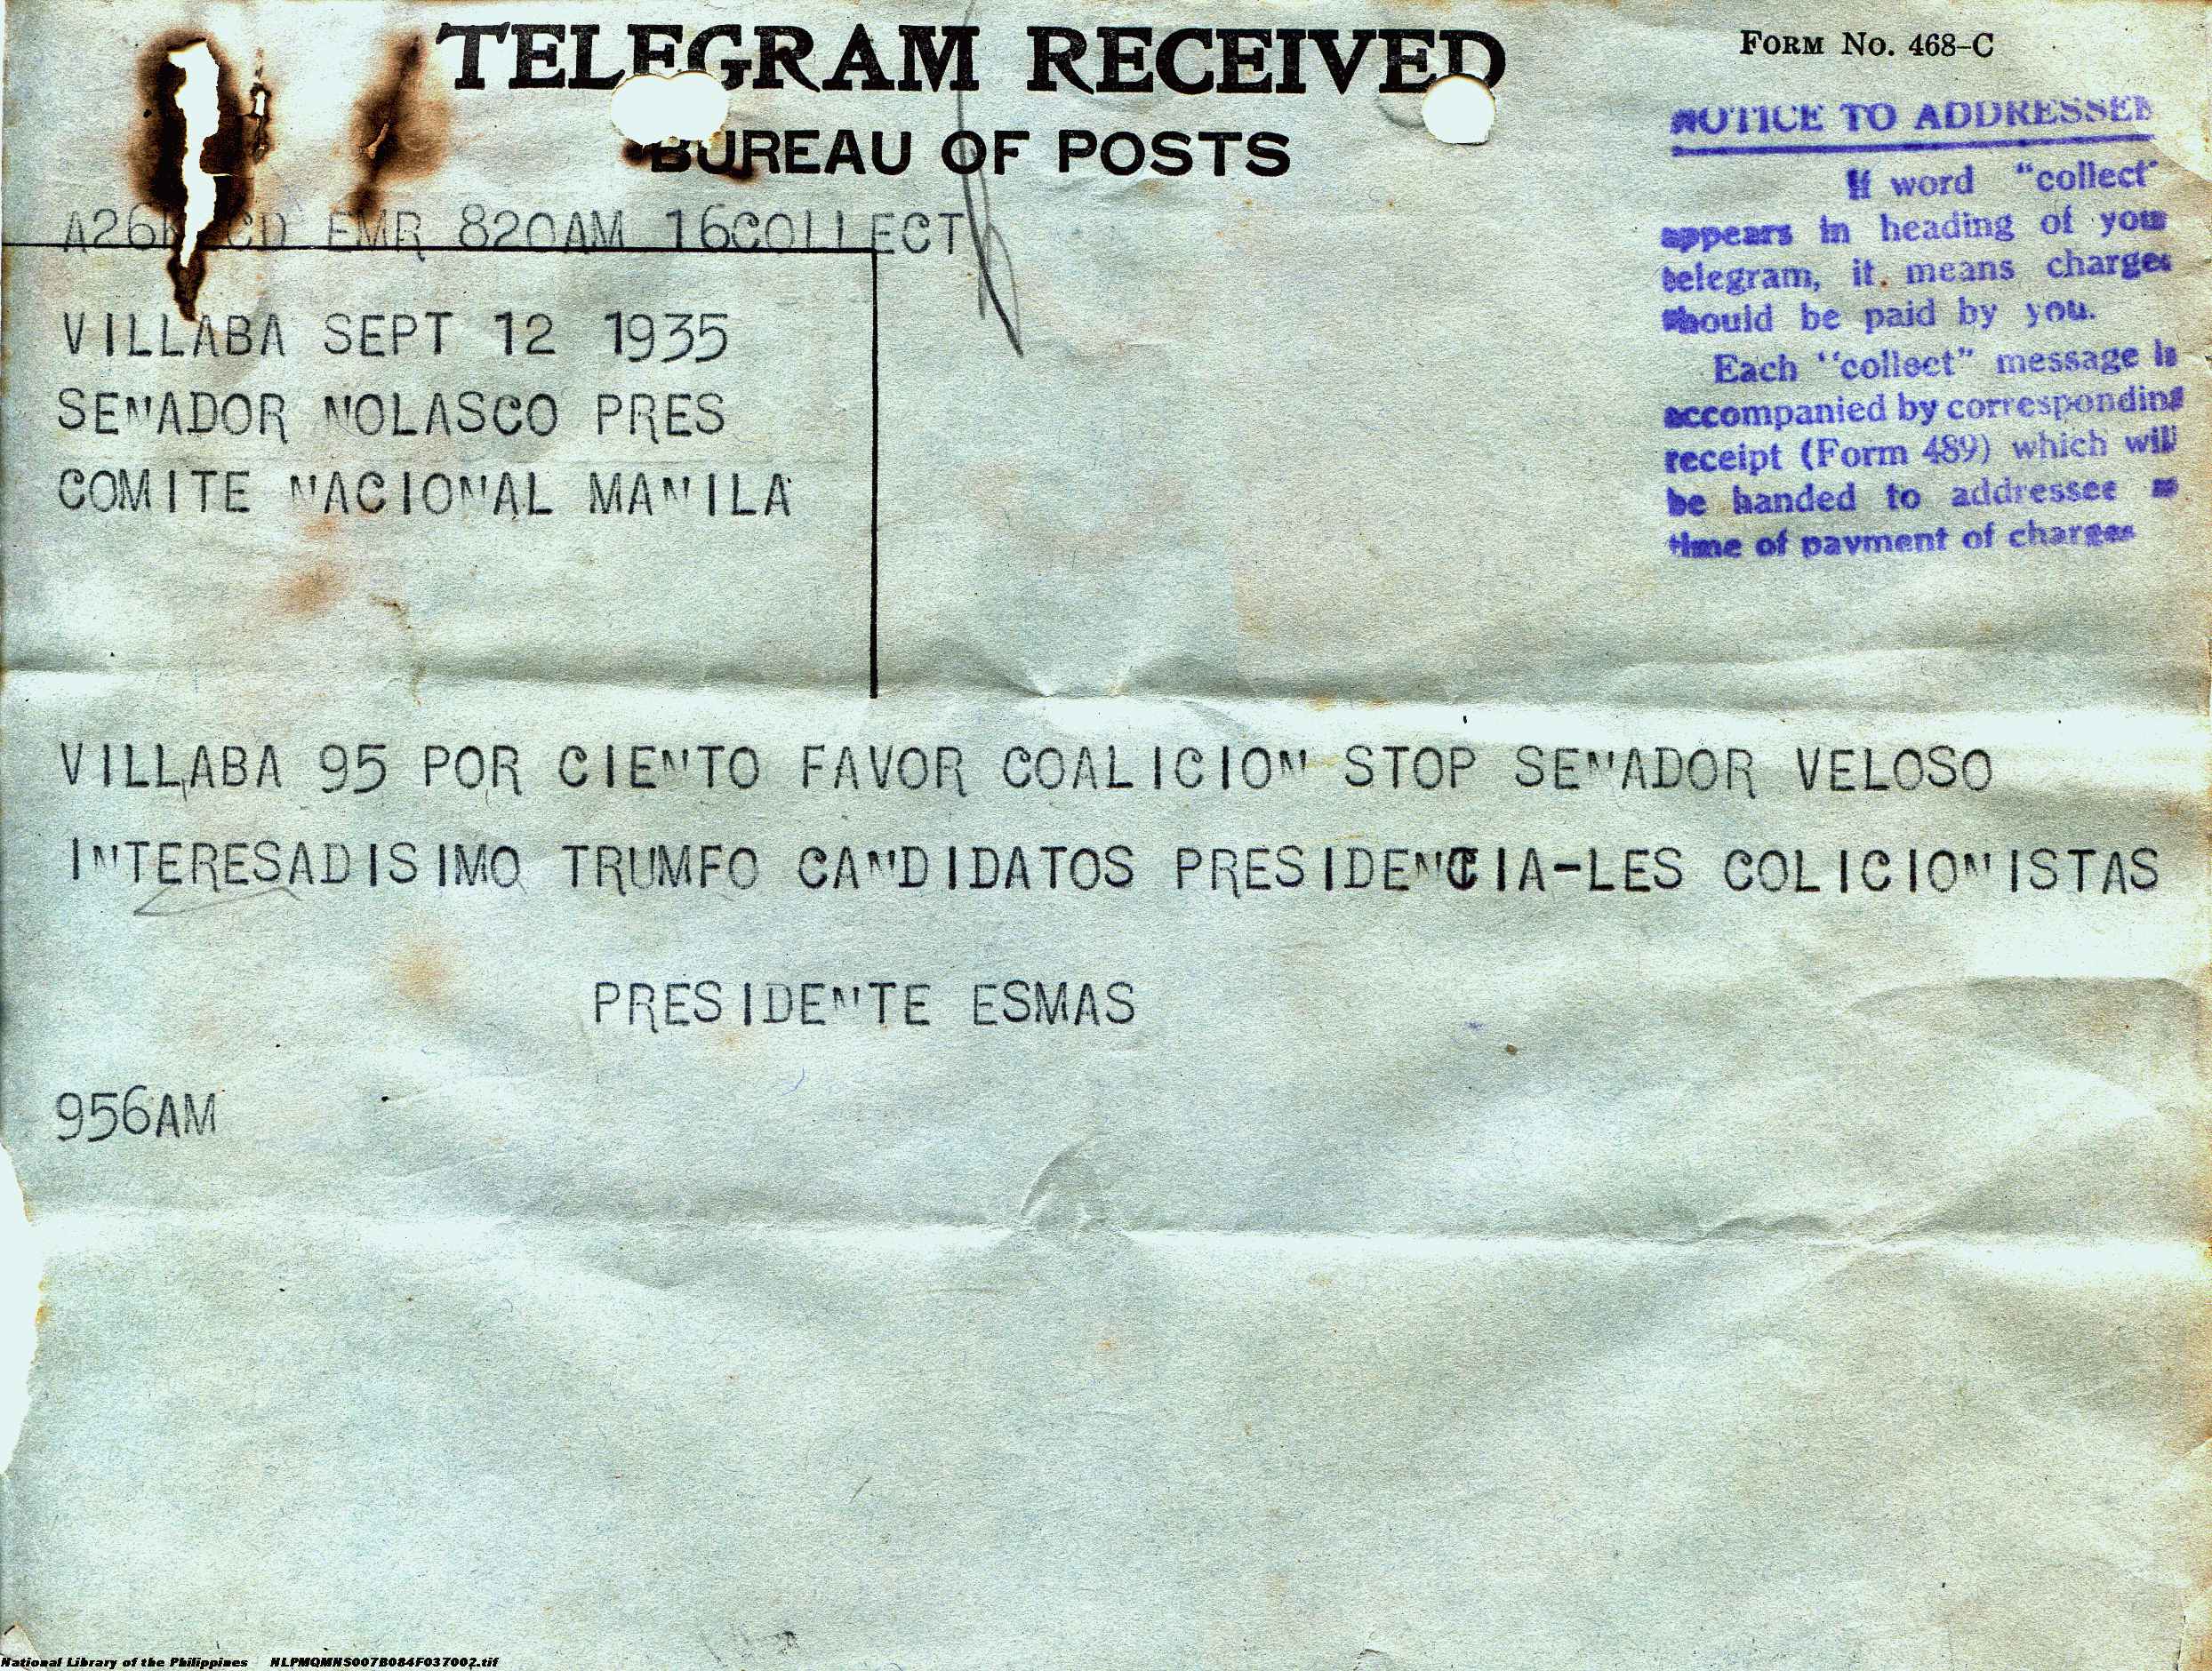 TELEGRAM RECEIVED
FORM No. 468-C
BUREAU OF POSTS
NOTICE TO ADDRESSEE
If word "collect"
appears in heading of your
telegram, it means charges
should be paid by you.
Each "collect" message is
accompanied by corresponding
receipt (Form 489) which will
be handed to addressee
time of payment of charges
EMR 820AM 16COLLECT
VILLABA SEPT 12 1935
SENADOR NOLASCO PRES
COMITE NACIONAL MANILA
VILLABA 95 POR CIENTO FAVOR COALICION STOP SENADOR VELOSO
INTERESADISIMO TRUMFO CANDIDATOS PRESIDENCIA-LES COLICIONISTAS
PRESIDENTE ESMAS
956AM
National Library of the Philippines NLPMQMNS007B084F037002.tif